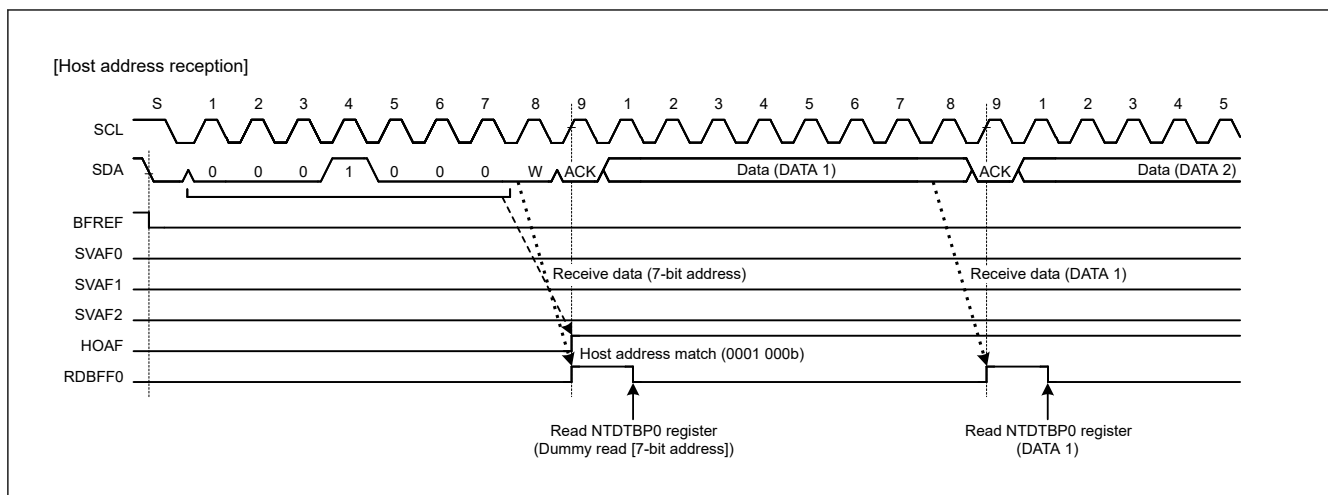 [Host address reception]
S 1 2 3 4 5 6 7 8 9 1 2 3 4 5 6 7 8 9 1 2 3 4 5
SCL
SDA 0 0 0 1 0 0 0 W ACK Data (DATA 1) ACK Data (DATA 2)
BFREF
SVAF0
Receive data (7-bit address) Receive data (DATA 1)
SVAF1
SVAF2
HOAF
Host address match (0001 000b)
RDBFF0
Read NTDTBP0 register Read NTDTBP0 register
(Dummy read [7-bit address]) (DATA 1)